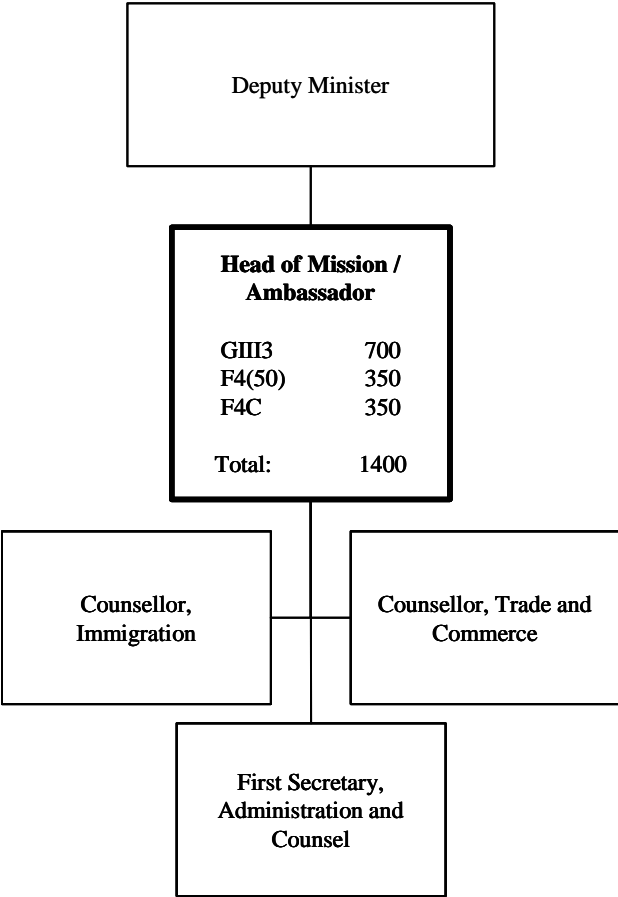 Deputy Minister
Head of Mission /
Ambassador
GIII3 700
F4(50) 350
F4C 350
Total: 1400
Counsellor,
Immigration
Counsellor, Trade and
Commerce
First Secretary,
Administration and
Counsel